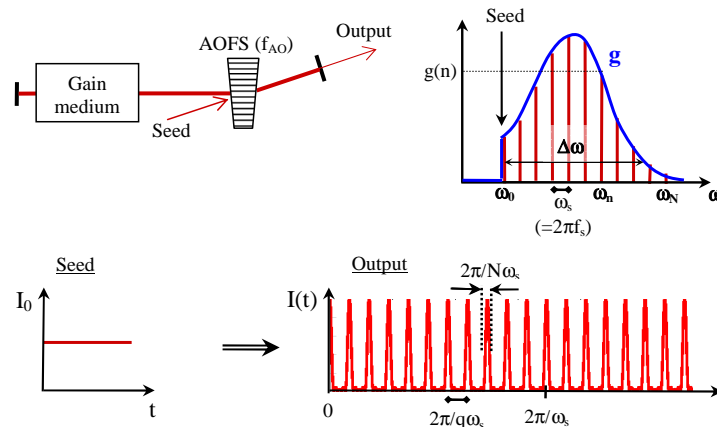 Output
AOFS (f_AO)
Gain
medium
Seed
Seed
g
g(n)
Δω
ω_0
ω_n
ω_N
ω
ω_s
(=2πf_s)
Seed
I_0
t
Output
2π/Nω_s
I(t)
0
2π/qω_s
2π/ω_s